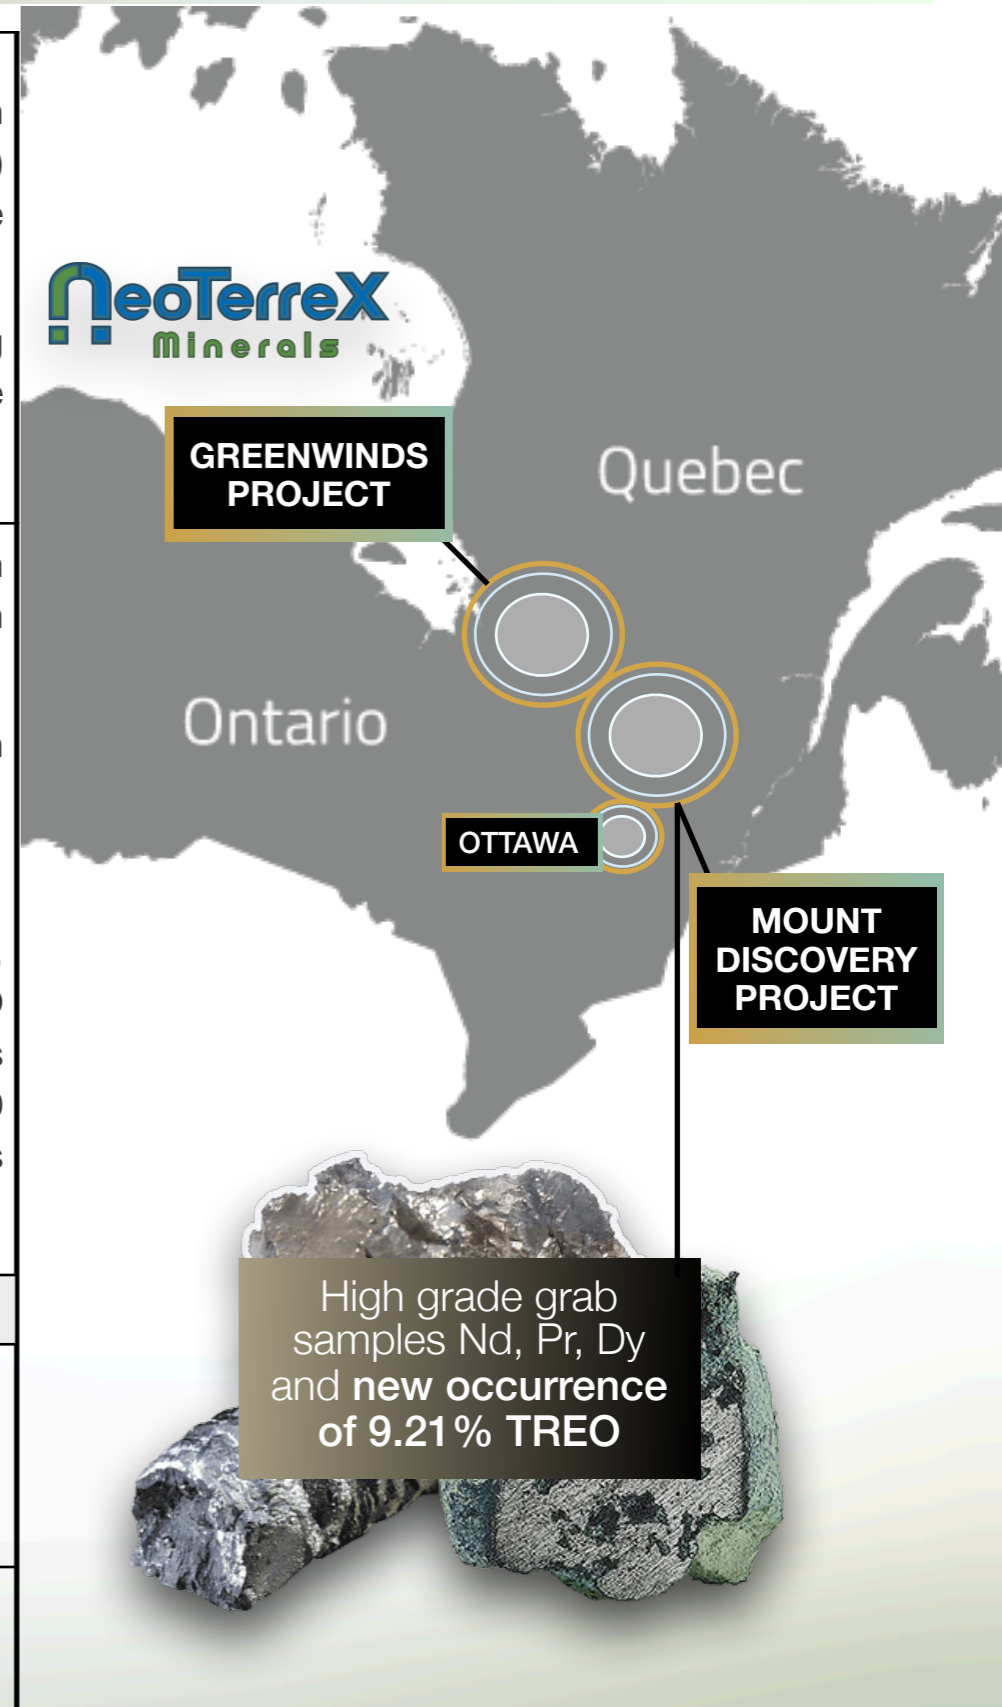 NeoTerreX
Minerals
GREENWINDS
PROJECT
Quebec
Ontario
OTTAWA
MOUNT
DISCOVERY
PROJECT
High grade grab
samples Nd, Pr, Dy
and new occurrence
of 9.21% TREO